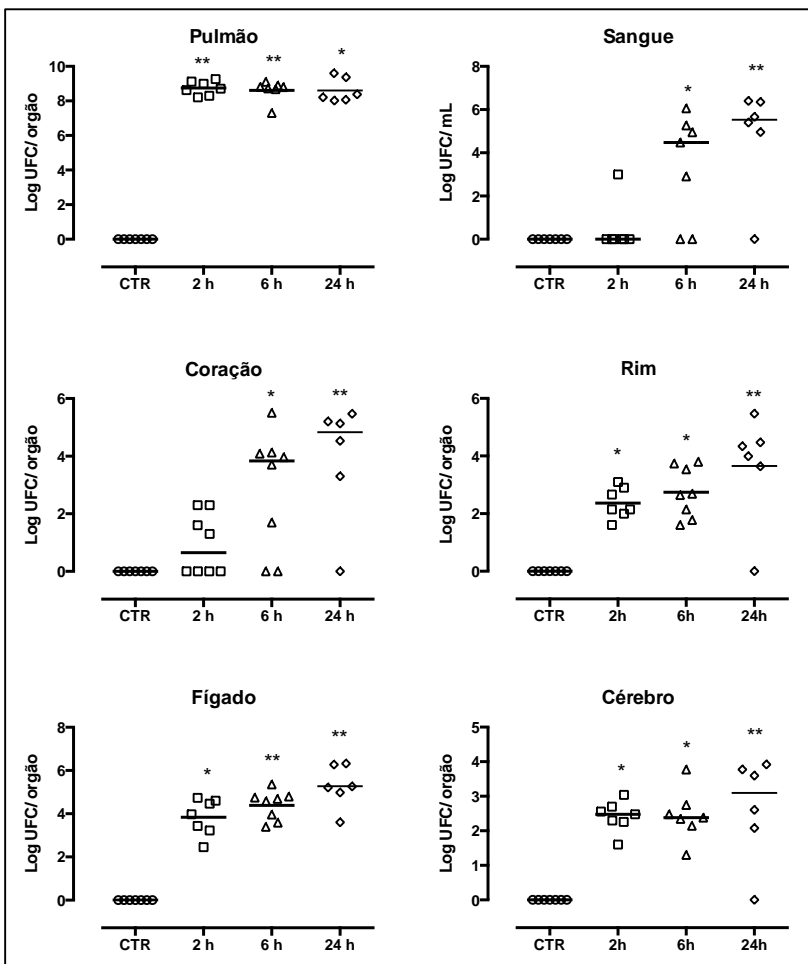 Pulmão
** ** *
Log UFC/ orgão
10
8
6
4
2
0
CTR 2 h 6 h 24 h
Sangue
* **
Log UFC/ mL
8
6
4
2
0
CTR 2 h 6 h 24 h
Coração
* **
Log UFC/ orgão
6
4
2
0
CTR 2 h 6 h 24 h
Rim
* * **
Log UFC/ orgão
6
4
2
0
CTR 2h 6h 24h
Fígado
* ** **
Log UFC/ orgão
8
6
4
2
0
CTR 2 h 6 h 24 h
Cérebro
* * **
Log UFC/ orgão
5
4
3
2
1
0
CTR 2h 6h 24h